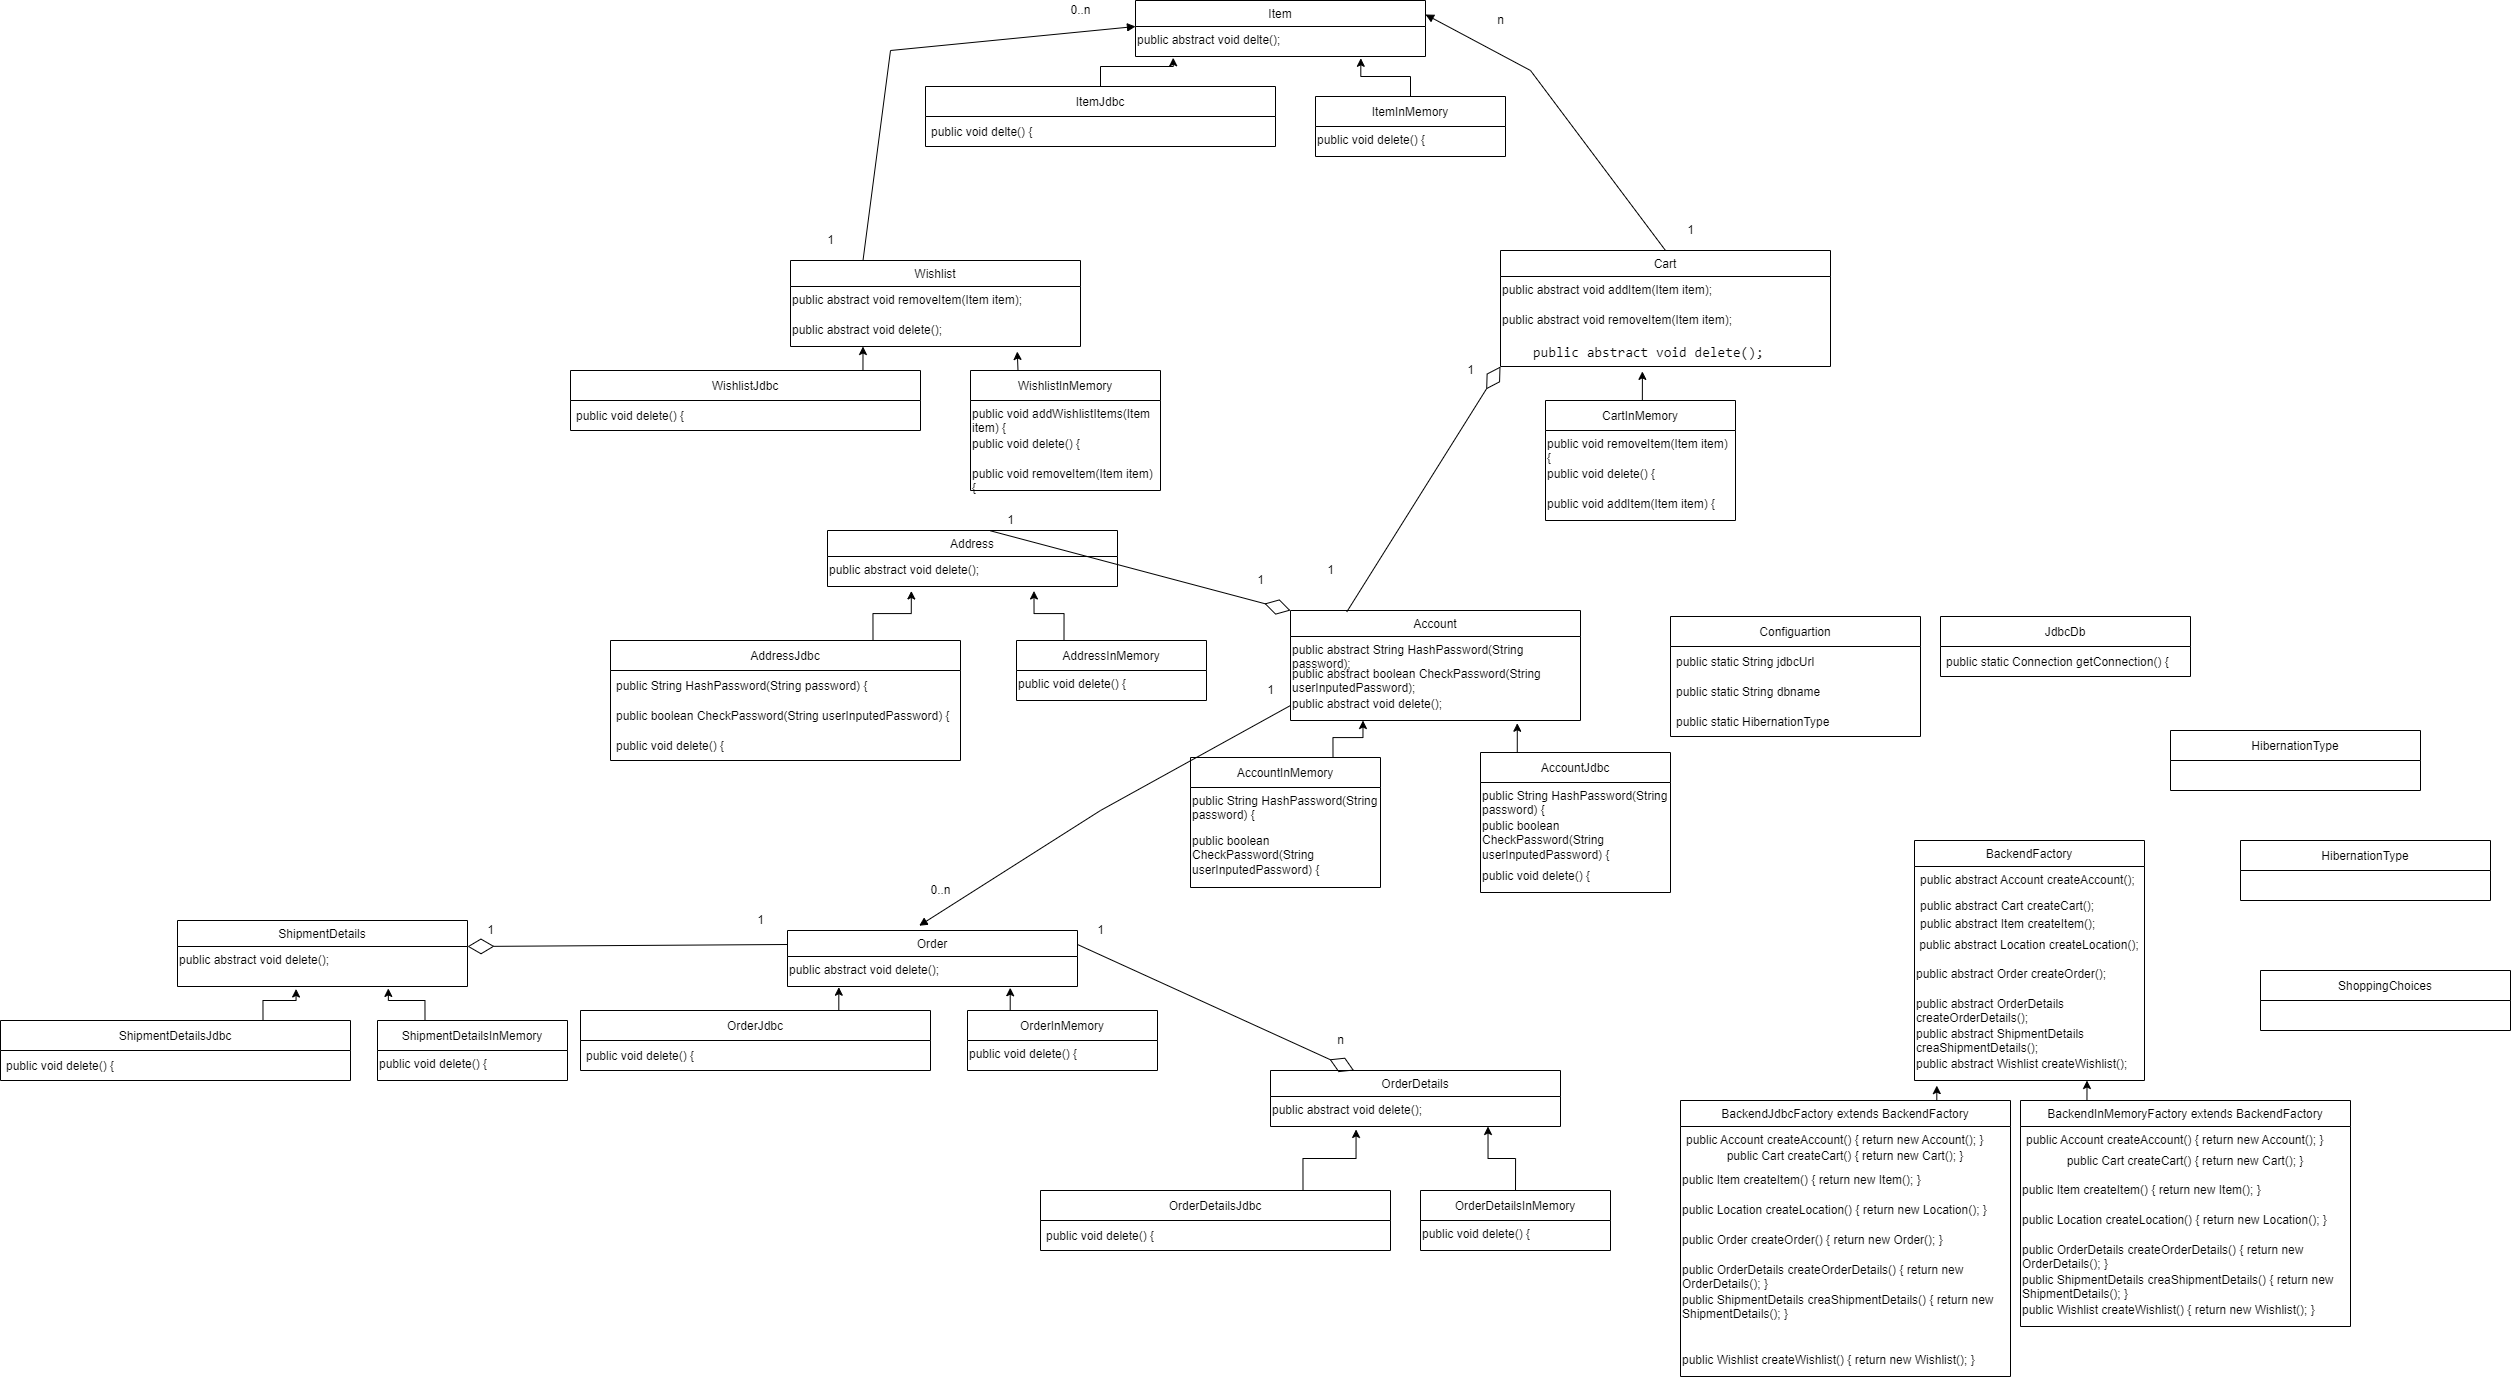 0..n
Item
n
public abstract void delte();
ItemJdbc
public void delte() {
ItemInMemory
public void delete() {
1
1
Wishlist
public abstract void removeItem(Item item);
public abstract void delete();
Cart
public abstract void addItem(Item item);
public abstract void removeItem(Item item);
public abstract void delete();
1
WishlistJdbc
public void delete() {
WishlistInMemory
public void addWishlistItems(Item
item) {
public void delete() {
public void removeItem(Item item)
{
CartInMemory
public void removeItem(Item item)
{
public void delete() {
public void addItem(Item item) {
1
Address
public abstract void delete();
1
1
AddressJdbc
public String HashPassword(String password) {
public boolean CheckPassword(String userInputedPassword) {
public void delete() {
AddressInMemory
public void delete() {
Account
public abstract String HashPassword(String
password);
public abstract boolean CheckPassword(String
userInputedPassword);
public abstract void delete();
1
Configuartion
public static String jdbcUrl
public static String dbname
public static HibernationType
JdbcDb
public static Connection getConnection() {
HibernationType
AccountInMemory
public String HashPassword(String
password) {
public boolean
CheckPassword(String
userInputedPassword) {
AccountJdbc
public String HashPassword(String
password) {
public boolean
CheckPassword(String
userInputedPassword) {
public void delete() {
HibernationType
ShoppingChoices
BackendFactory
public abstract Account createAccount();
public abstract Cart createCart();
public abstract Item createItem();
public abstract Location createLocation();
public abstract Order createOrder();
public abstract OrderDetails
createOrderDetails();
public abstract ShipmentDetails
creaShipmentDetails();
public abstract Wishlist createWishlist();
0..n
ShipmentDetails
public abstract void delete();
1
1
Order
public abstract void delete();
1
ShipmentDetailsJdbc
public void delete() {
ShipmentDetailsInMemory
public void delete() {
OrderJdbc
public void delete() {
OrderInMemory
public void delete() {
n
OrderDetails
public abstract void delete();
OrderDetailsJdbc
public void delete() {
OrderDetailsInMemory
public void delete() {
BackendJdbcFactory extends BackendFactory
public Account createAccount() { return new Account(); }
public Cart createCart() { return new Cart(); }
public Item createItem() { return new Item(); }
public Location createLocation() { return new Location(); }
public Order createOrder() { return new Order(); }
public OrderDetails createOrderDetails() { return new
OrderDetails(); }
public ShipmentDetails creaShipmentDetails() { return new
ShipmentDetails(); }
public Wishlist createWishlist() { return new Wishlist(); }
BackendInMemoryFactory extends BackendFactory
public Account createAccount() { return new Account(); }
public Cart createCart() { return new Cart(); }
public Item createItem() { return new Item(); }
public Location createLocation() { return new Location(); }
public OrderDetails createOrderDetails() { return new
OrderDetails(); }
public ShipmentDetails creaShipmentDetails() { return new
ShipmentDetails(); }
public Wishlist createWishlist() { return new Wishlist(); }